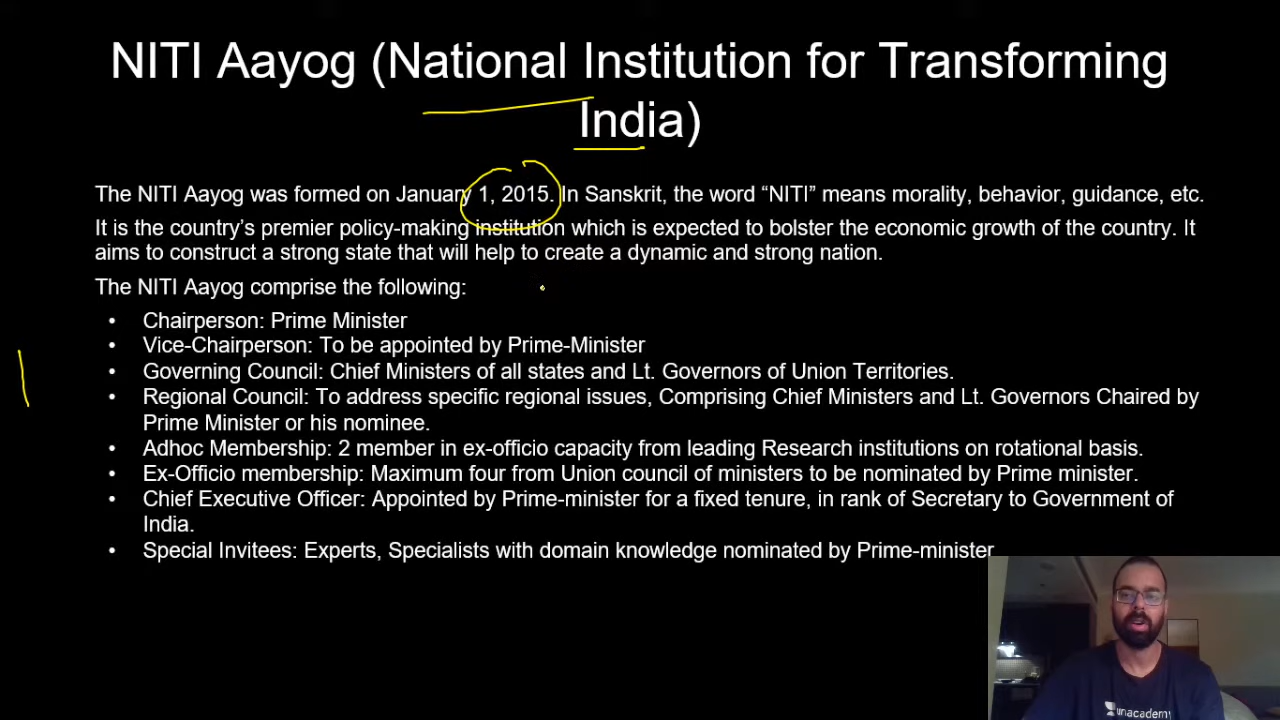 NITI Aayog (National Institution for Transforming
India)
The NITI Aayog was formed on January 1, 2015. In Sanskrit, the word “NITI” means morality, behavior, guidance, etc.
It is the country’s premier policy-making institution which is expected to bolster the economic growth of the country. It
aims to construct a strong state that will help to create a dynamic and strong nation.
The NITI Aayog comprise the following:
• Chairperson: Prime Minister
• Vice-Chairperson: To be appointed by Prime-Minister
• Governing Council: Chief Ministers of all states and Lt. Governors of Union Territories.
• Regional Council: To address specific regional issues, Comprising Chief Ministers and Lt. Governors Chaired by
Prime Minister or his nominee.
• Adhoc Membership: 2 member in ex-officio capacity from leading Research institutions on rotational basis.
• Ex-Officio membership: Maximum four from Union council of ministers to be nominated by Prime minister.
• Chief Executive Officer: Appointed by Prime-minister for a fixed tenure, in rank of Secretary to Government of
India.
• Special Invitees: Experts, Specialists with domain knowledge nominated by Prime-minister
unacademy